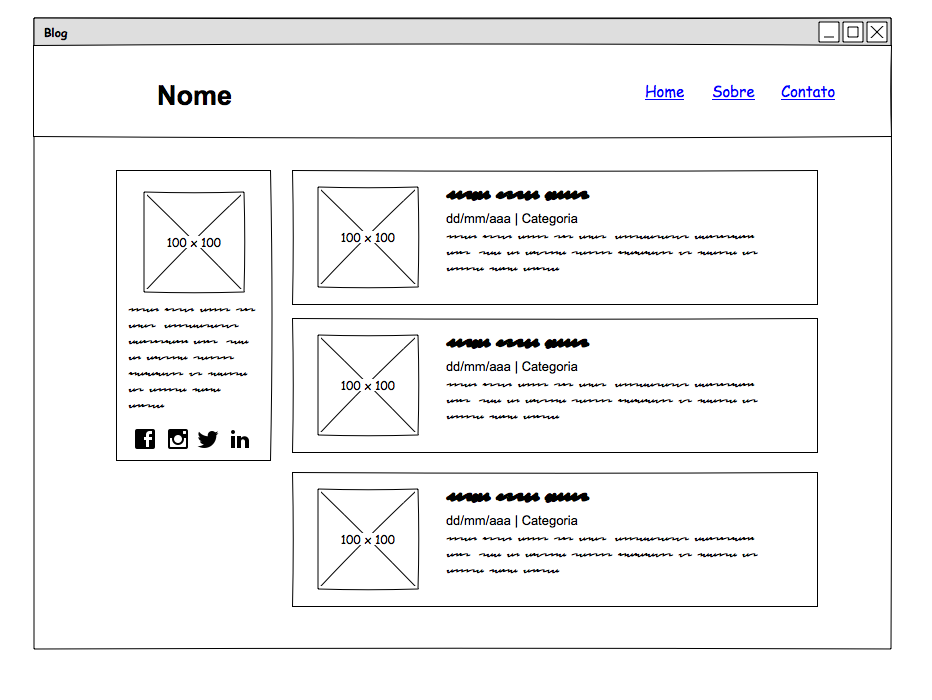 Blog
Nome
Home Sobre Contato
100 x 100
100 x 100
dd/mm/aaa | Categoria
100 x 100
dd/mm/aaa | Categoria
100 x 100
dd/mm/aaa | Categoria